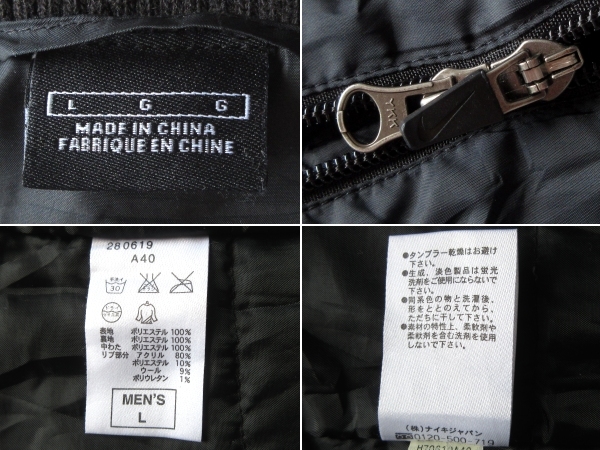 L G G
MADE IN CHINA
FABRIQUE EN CHINE
YKK
280619
A40
30
表地 ポリエステル 100%
裏地 ポリエステル 100%
中わた ポリエステル 100%
リブ部分 アクリル 80%
ポリエステル 10%
ウール 9%
ポリウレタン 1%
MEN'S
L
●タンブラー乾燥はお避け
下さい。
●生成、淡色製品は蛍光
洗剤をご使用にならないで
下さい。
●同系色の物と洗濯後、
形をととのえてから、
ただちに干して下さい。
●素材の特性上、柔軟剤や
柔軟剤を含む洗剤を使用
しないで下さい。
(株)ナイキジャパン
0120-500-719